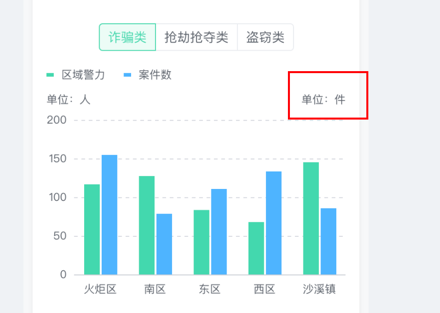 诈骗类 抢劫抢夺类 盗窃类
区域警力 案件数
单位：人 单位：件
200
150
100
50
0
火炬区 南区 东区 西区 沙溪镇